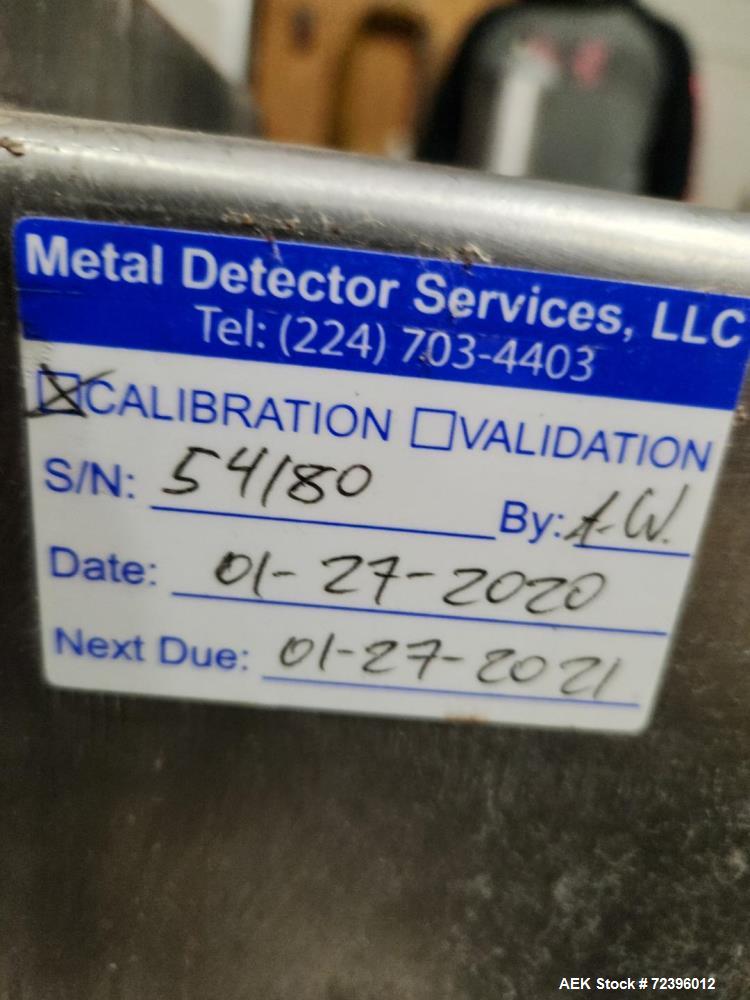 Metal Detector Services, LLC
Tel: (224) 703-4403
☒CALIBRATION ☐VALIDATION
S/N: 54180 By: A.W.
Date: 01-27-2020
Next Due: 01-27-2021
AEK Stock # 72396012